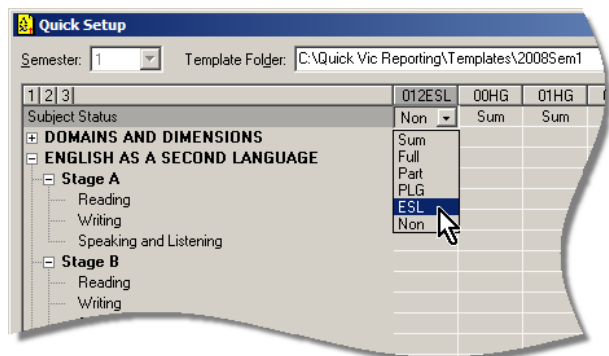 Quick Setup
Semester: 1 Template Folder: C:\Quick Vic Reporting\Templates\2008Sem1
1 2 3 012ESL 00HG 01HG
Subject Status Non Sum Sum
DOMAINS AND DIMENSIONS
Sum
ENGLISH AS A SECOND LANGUAGE
Full
Stage A
Part
Reading
PLG
Writing
ESL
Speaking and Listening
Non
Stage B
Reading
Writing